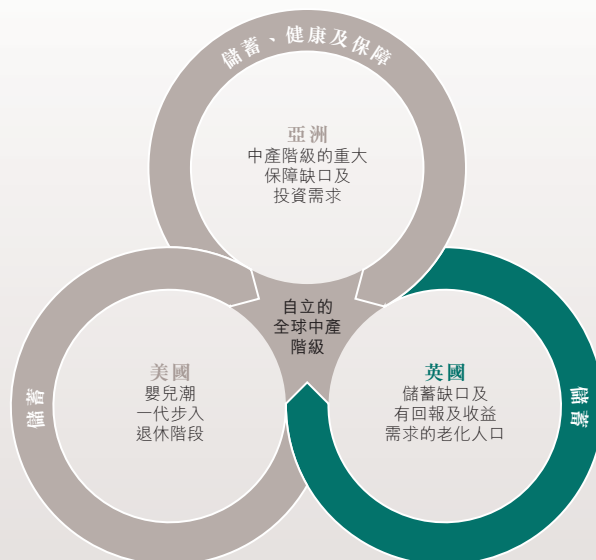 儲蓄、健康及保障
亞洲
中產階級的重大
保障缺口及
投資需求
自立的
全球中產
階級
美國
嬰兒潮
一代步入
退休階段
儲蓄
英國
儲蓄缺口及
有回報及收益
需求的老化人口
儲蓄